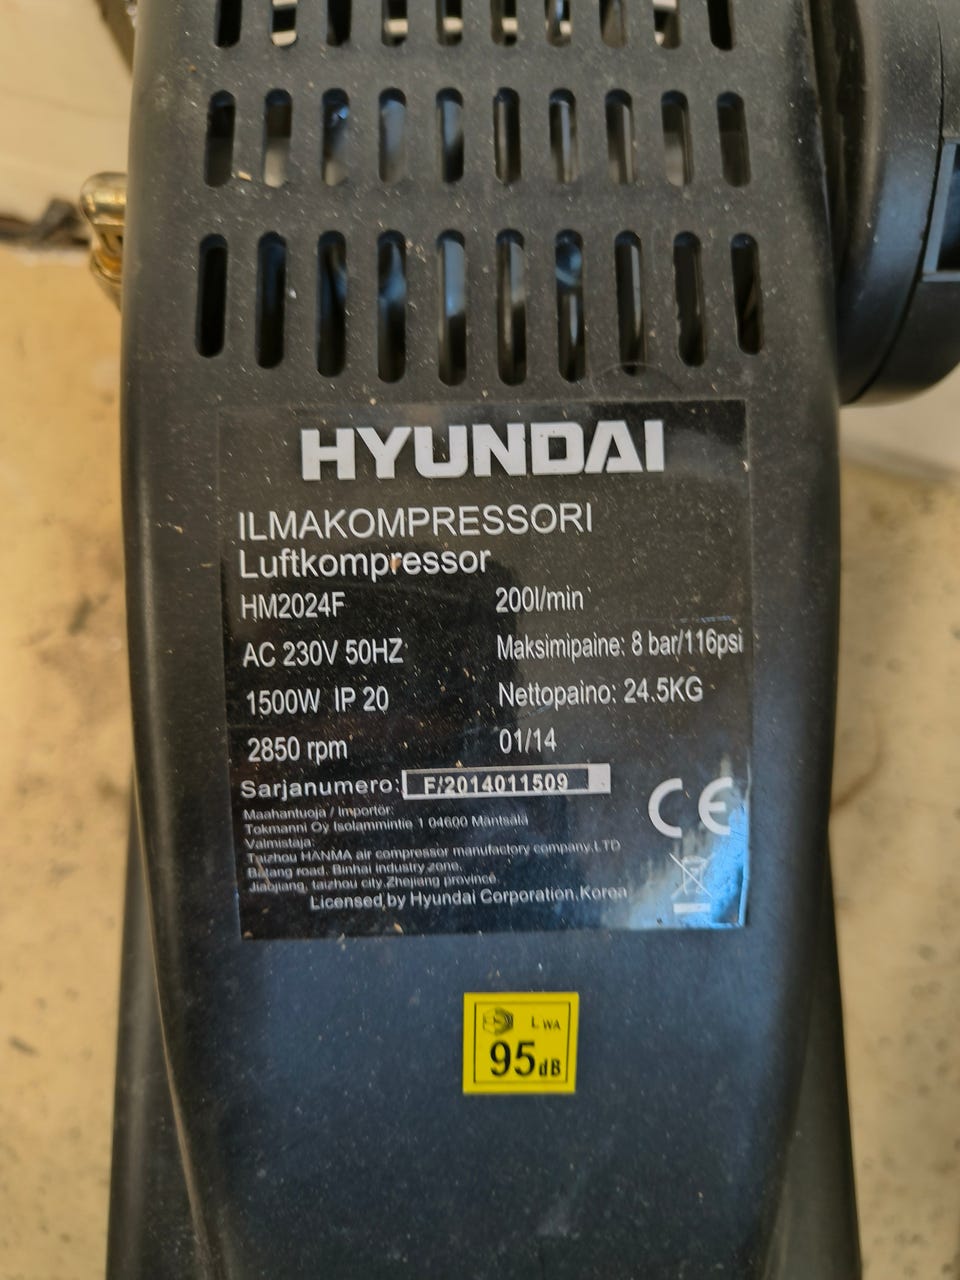 HYUNDAI
ILMAKOMPRESSORI
Luftkompressor
HM2024F 200l/min
AC 230V 50HZ Maksimipaine: 8 bar/116psi
1500W IP 20 Nettopaino: 24.5KG
2850 rpm 01/14
Sarjanumero: F/2014011509
Maahantuoja / Importör:
Tokmanni Oy Isolammintie 1 04600 Mäntsälä
Valmistaja:
Taizhou HANMA air compressor manufactory company.LTD
Batang road. Binhai industry zone.
Jiaojiang, taizhou city.Zhejiang province
Licensed by Hyundai Corporation,Korea
CE
LWA
95dB